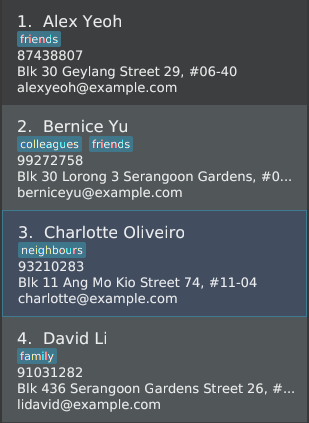 1. Alex Yeoh
friends
87438807
Blk 30 Geylang Street 29, #06-40
alexyeoh@example.com
2. Bernice Yu
colleagues friends
99272758
Blk 30 Lorong 3 Serangoon Gardens, #0...
berniceyu@example.com
3. Charlotte Oliveiro
neighbours
93210283
Blk 11 Ang Mo Kio Street 74, #11-04
charlotte@example.com
4. David Li
family
91031282
Blk 436 Serangoon Gardens Street 26, #...
lidavid@example.com